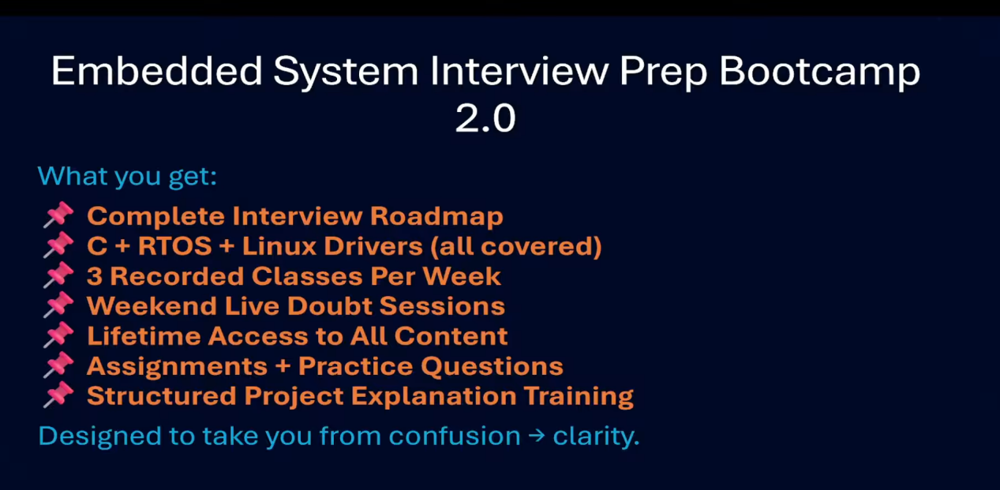 Embedded System Interview Prep Bootcamp
2.0
What you get:
📌 Complete Interview Roadmap
📌 C + RTOS + Linux Drivers (all covered)
📌 3 Recorded Classes Per Week
📌 Weekend Live Doubt Sessions
📌 Lifetime Access to All Content
📌 Assignments + Practice Questions
📌 Structured Project Explanation Training
Designed to take you from confusion → clarity.